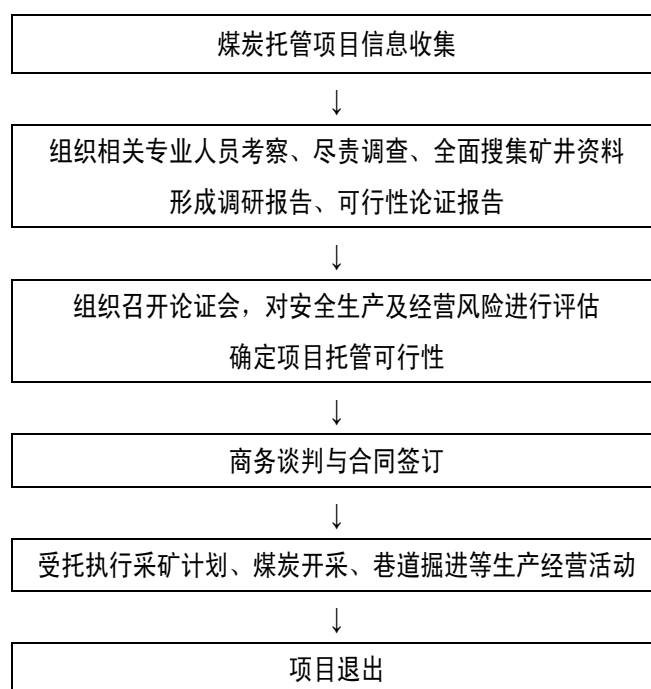 煤炭托管项目信息收集
↓
组织相关专业人员考察、尽责调查、全面搜集矿井资料
形成调研报告、可行性论证报告
↓
组织召开论证会，对安全生产及经营风险进行评估
确定项目托管可行性
↓
商务谈判与合同签订
↓
受托执行采矿计划、煤炭开采、巷道掘进等生产经营活动
↓
项目退出